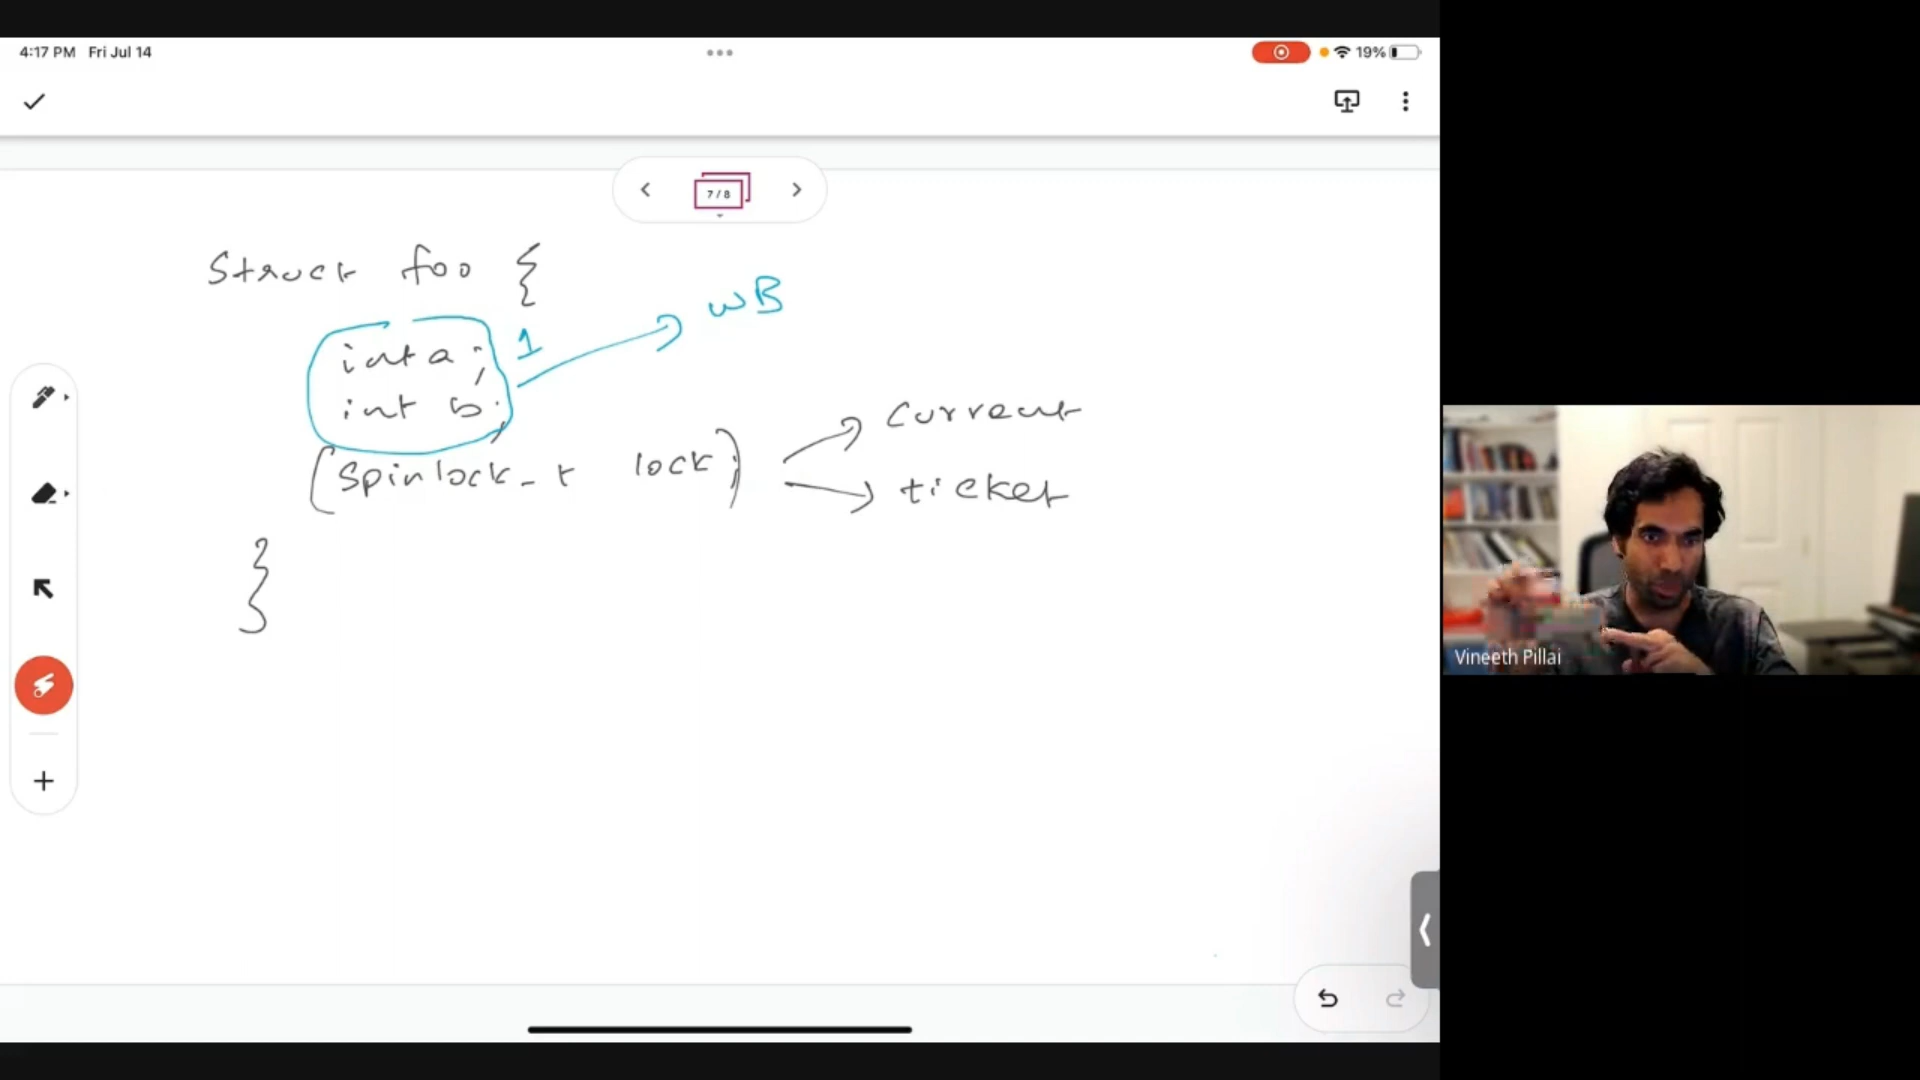 4:17 PM Fri Jul 14
19%
7/8
Struct foo {
int a; 1
wB
int b;
(Spinlock_t lock;)
current
ticket
}
Vineeth Pillai